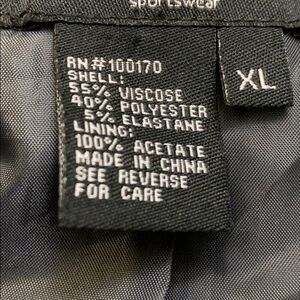 sportswear
RN#100170
SHELL:
55% VISCOSE
40% POLYESTER
5% ELASTANE
LINING:
100% ACETATE
MADE IN CHINA
SEE REVERSE
FOR CARE
XL